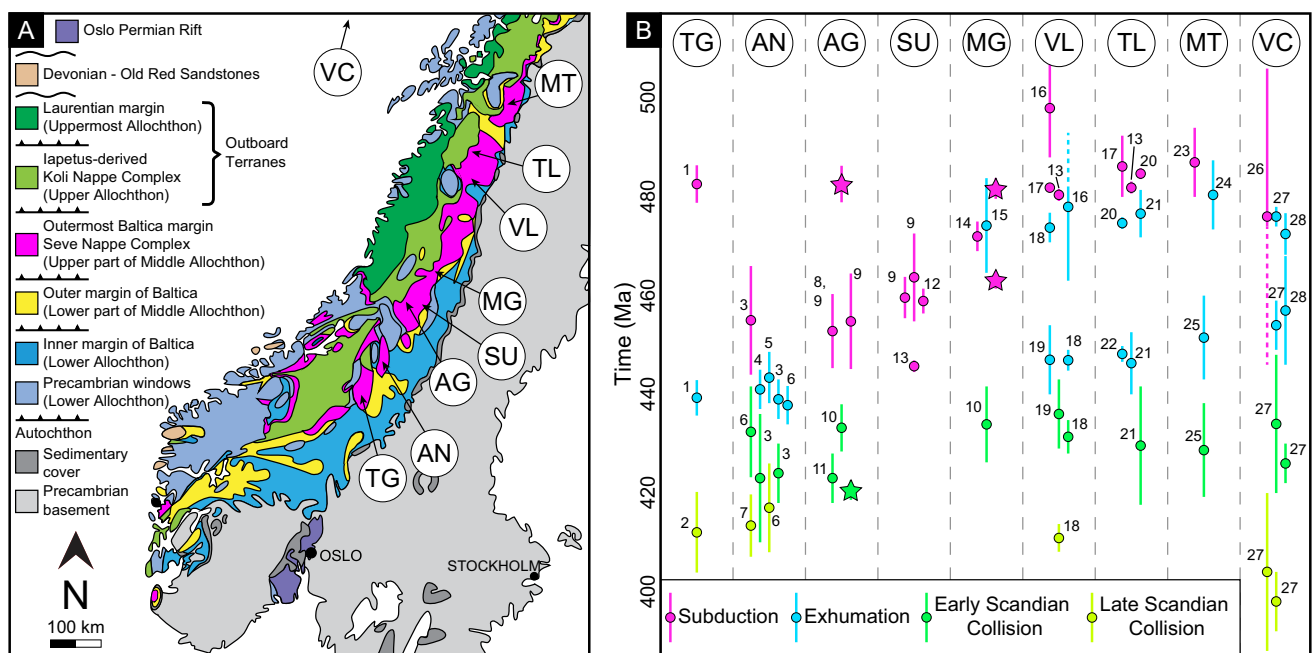 A
Oslo Permian Rift
Devonian - Old Red Sandstones
Laurentian margin
(Uppermost Allochthon)
Outboard
Terranes
Iapetus-derived
Koli Nappe Complex
(Upper Allochthon)
Outermost Baltica margin
Seve Nappe Complex
(Upper part of Middle Allochthon)
Outer margin of Baltica
(Lower part of Middle Allochthon)
Inner margin of Baltica
(Lower Allochthon)
Precambrian windows
(Lower Allochthon)
Autochthon
Sedimentary
cover
Precambrian
basement
N
100 km
VC
MT
TL
VL
MG
SU
AG
AN
TG
OSLO
STOCKHOLM
B
TG AN AG SU MG VL TL MT VC
Time (Ma)
500
480
460
440
420
400
1
1
2
3
4
5
3
6
6
3
3
7
6
8,
9
9
10
11
9
9
12
13
14
15
10
16
17
13
16
18
19
18
19
18
18
17
13
20
20
21
22
21
21
23
24
25
25
26
27
28
27
28
27
27
27
27
Subduction
Exhumation
Early Scandian
Collision
Late Scandian
Collision